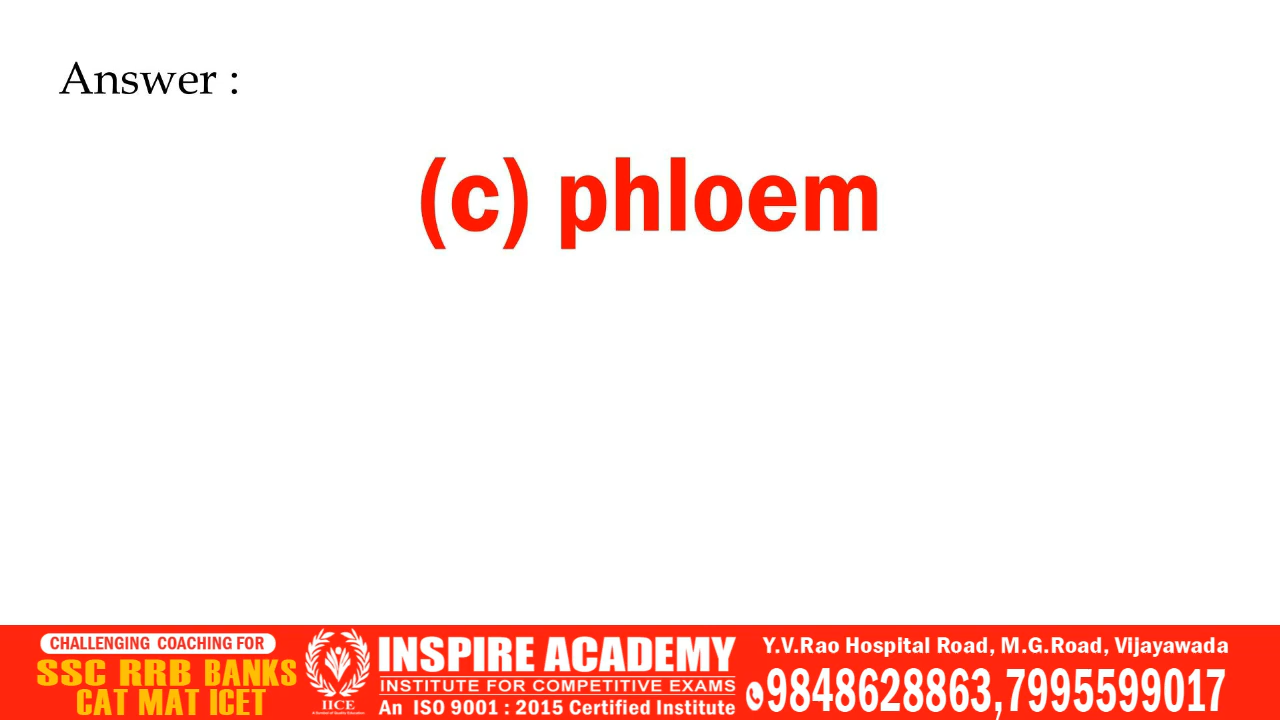 Answer :
(c) phloem
CHALLENGING COACHING FOR
SSC RRB BANKS
CAT MAT ICET
IICE
INSPIRE ACADEMY
INSTITUTE FOR COMPETITIVE EXAMS
An ISO 9001 : 2015 Certified Institute
Y.V.Rao Hospital Road, M.G.Road, Vijayawada
9848628863,7995599017